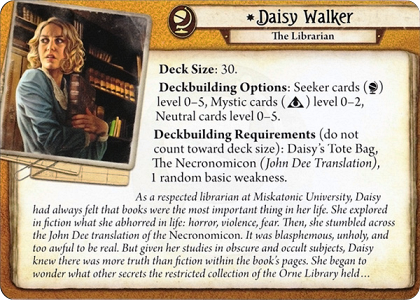 *Daisy Walker
The Librarian
Deck Size: 30.
Deckbuilding Options: Seeker cards ()
level 0–5, Mystic cards () level 0–2,
Neutral cards level 0–5.
Deckbuilding Requirements (do not
count toward deck size): Daisy's Tote Bag,
The Necronomicon (John Dee Translation),
1 random basic weakness.
As a respected librarian at Miskatonic University, Daisy
had always felt that books were the most important thing in her life. She explored
in fiction what she abhorred in life: horror, violence, fear. Then, she stumbled across
the John Dee translation of the Necronomicon. It was blasphemous, unholy, and
too awful to be real. But given her studies in obscure and occult subjects, Daisy
knew there was more truth than fiction within the book's pages. She began to
wonder what other secrets the restricted collection of the Orne Library held...